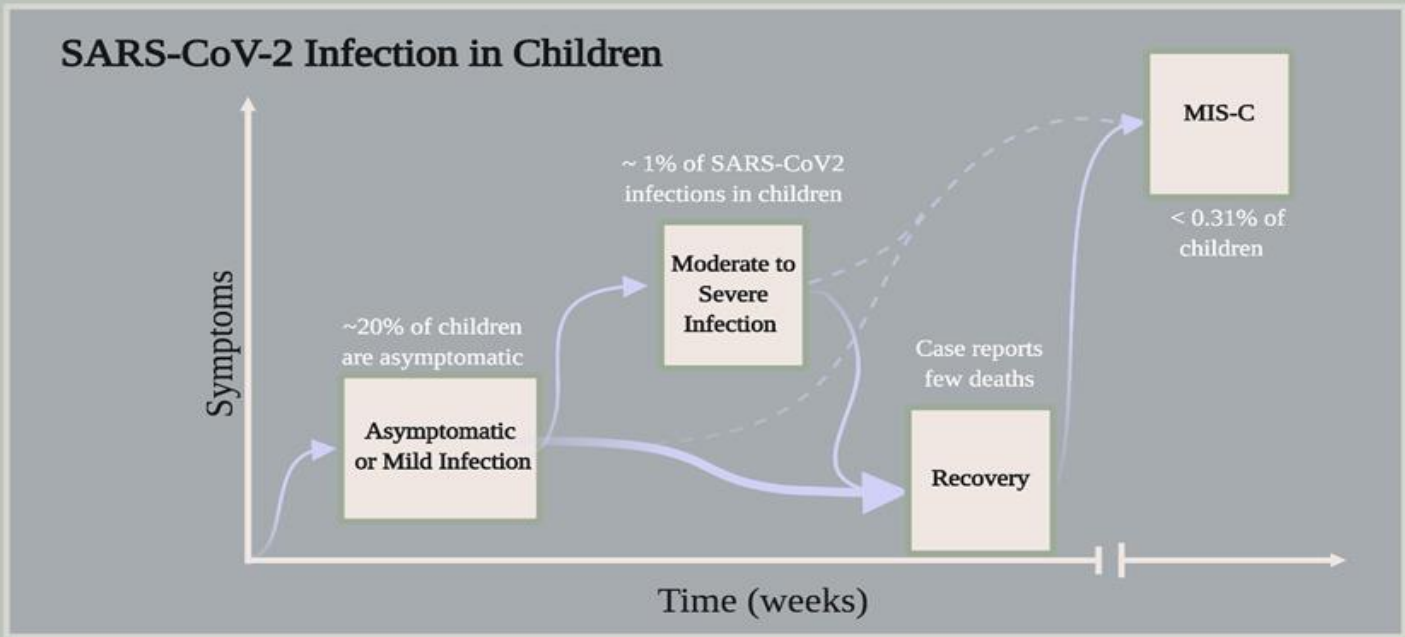 SARS-CoV-2 Infection in Children
MIS-C
~ 1% of SARS-CoV2
infections in children
< 0.31% of
children
Moderate to
Severe
Infection
~20% of children
are asymptomatic
Case reports
few deaths
Symptoms
Asymptomatic
or Mild Infection
Recovery
Time (weeks)